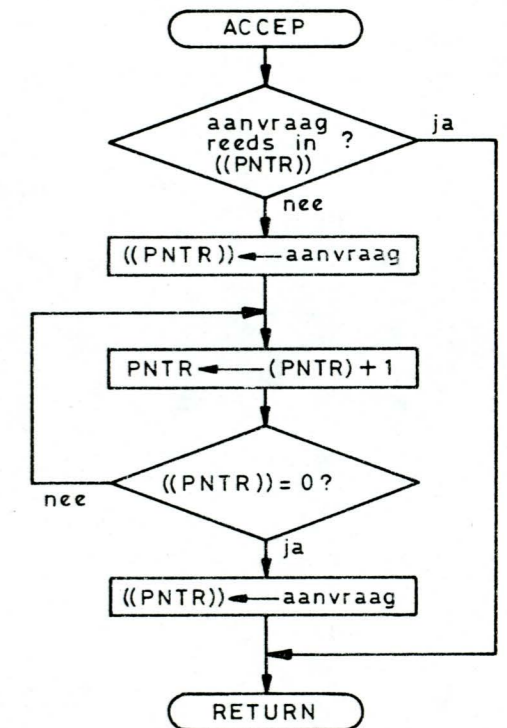 ACCEP
aanvraag
reeds in ?
((PNTR))
ja
nee
((PNTR)) ← aanvraag
PNTR ← (PNTR) + 1
((PNTR)) = 0 ?
nee
ja
((PNTR)) ← aanvraag
RETURN